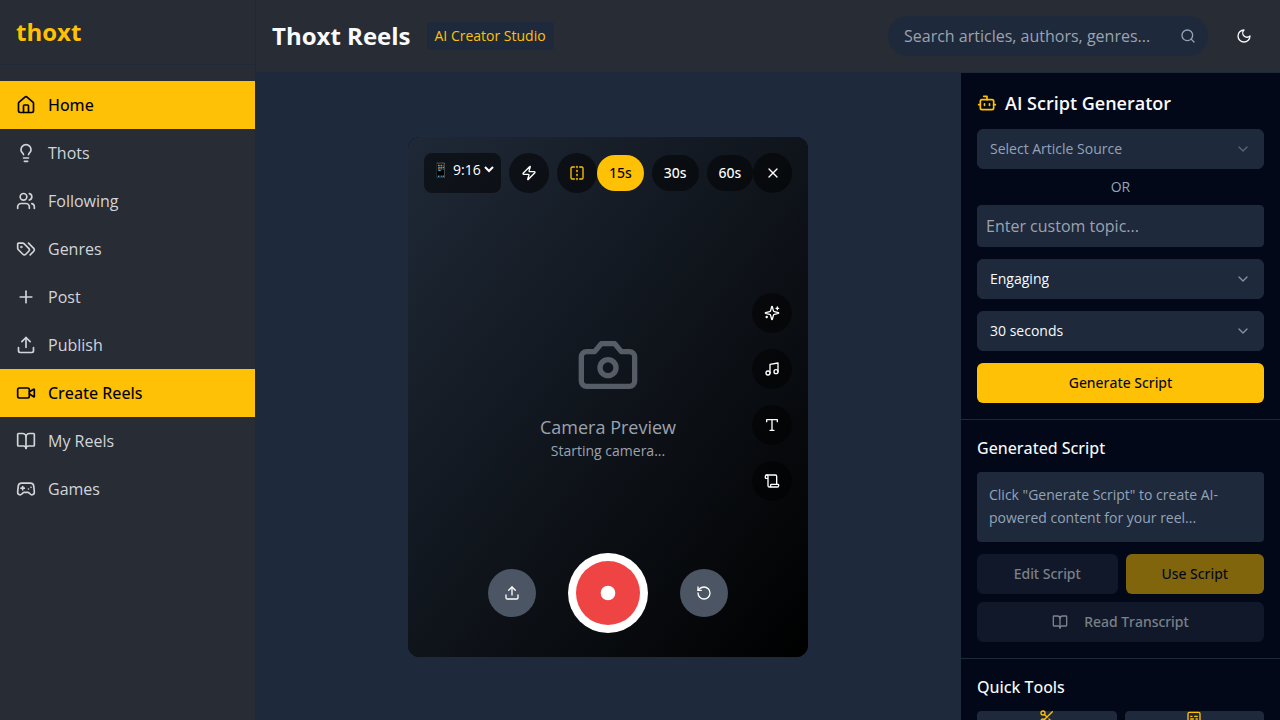 thoxt
Home
Thots
Following
Genres
Post
Publish
Create Reels
My Reels
Games
Thoxt Reels
AI Creator Studio
Search articles, authors, genres...
9:16
15s
30s
60s
Camera Preview
Starting camera...
AI Script Generator
Select Article Source
OR
Enter custom topic...
Engaging
30 seconds
Generate Script
Generated Script
Click "Generate Script" to create AI-
powered content for your reel...
Edit Script
Use Script
Read Transcript
Quick Tools